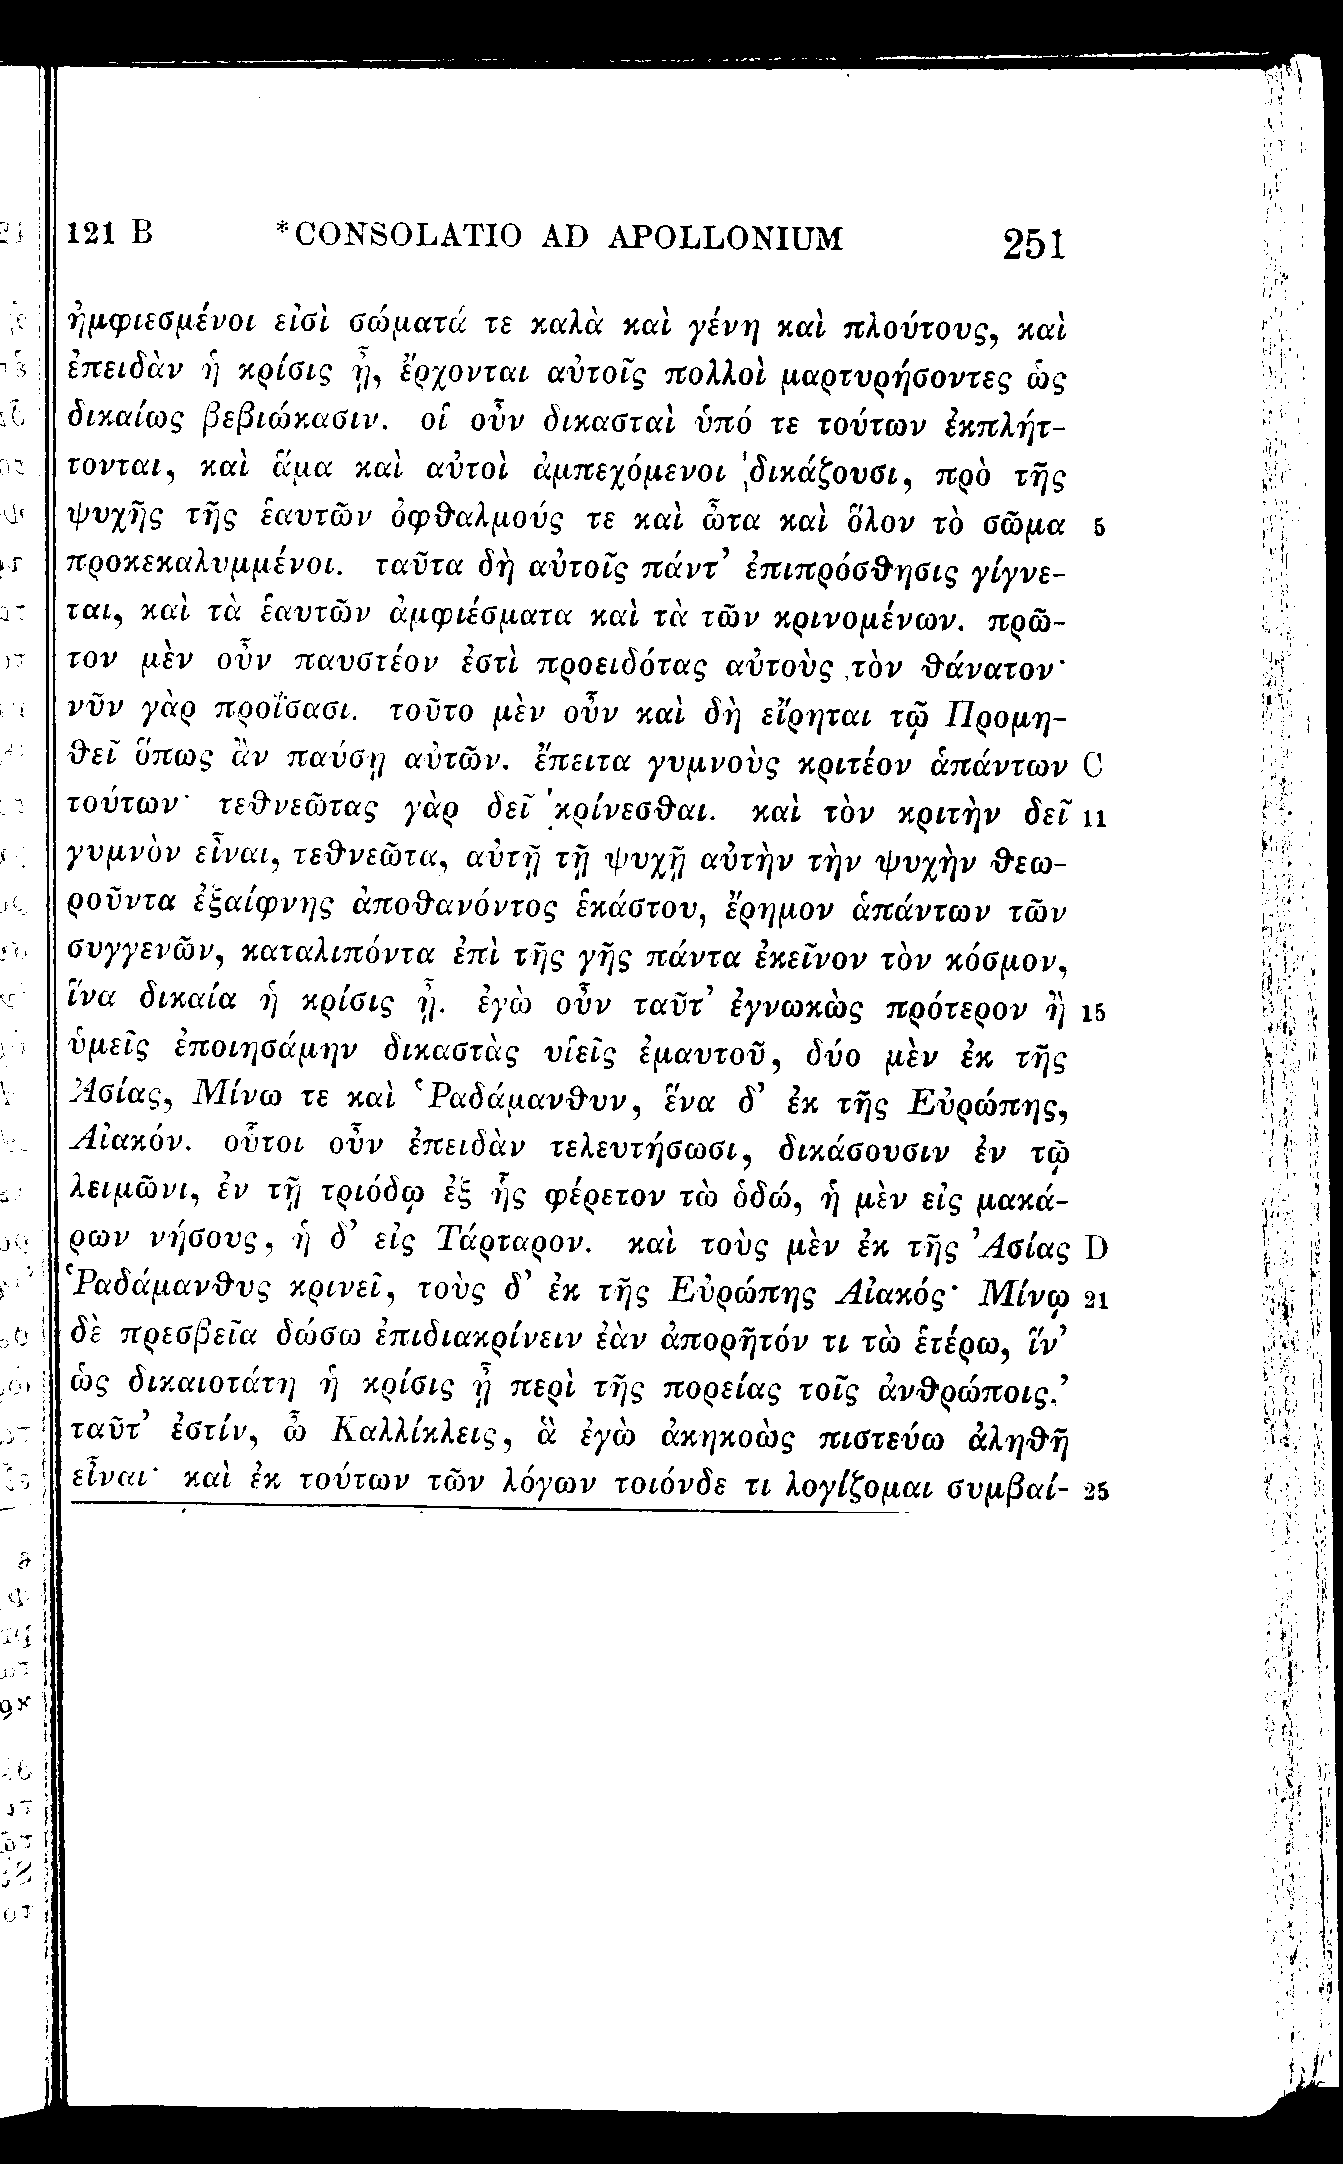 121 B *CONSOLATIO AD APOLLONIUM 251
ἠμφιεσμένοι εἰσὶ σώματά τε καλὰ καὶ γένη καὶ πλούτους, καὶ
ἐπειδὰν ἡ κρίσις ᾖ, ἔρχονται αὐτοῖς πολλοὶ μαρτυρήσοντες ὡς
δικαίως βεβιώκασιν. οἱ οὖν δικασταὶ ὑπό τε τούτων ἐκπλήτ-
τονται, καὶ ἅμα καὶ αὐτοὶ ἀμπεχόμενοι δικάζουσι, πρὸ τῆς
ψυχῆς τῆς ἑαυτῶν ὀφθαλμούς τε καὶ ὦτα καὶ ὅλον τὸ σῶμα 5
προκεκαλυμμένοι. ταῦτα δὴ αὐτοῖς πάντ’ ἐπιπρόσθησις γίγνε-
ται, καὶ τὰ ἑαυτῶν ἀμφιέσματα καὶ τὰ τῶν κρινομένων. πρῶ-
τον μὲν οὖν παυστέον ἐστὶ προειδότας αὐτοὺς τὸν θάνατον·
νῦν γὰρ προΐσασι. τοῦτο μὲν οὖν καὶ δὴ εἴρηται τῷ Προμη-
θεῖ ὅπως ἂν παύσῃ αὐτῶν. ἔπειτα γυμνοὺς κριτέον ἁπάντων C
τούτων· τεθνεῶτας γὰρ δεῖ κρίνεσθαι. καὶ τὸν κριτὴν δεῖ 11
γυμνὸν εἶναι, τεθνεῶτα, αὐτῇ τῇ ψυχῇ αὐτὴν τὴν ψυχὴν θεω-
ροῦντα ἐξαίφνης ἀποθανόντος ἑκάστου, ἔρημον ἁπάντων τῶν
συγγενῶν, καταλιπόντα ἐπὶ τῆς γῆς πάντα ἐκεῖνον τὸν κόσμον,
ἵνα δικαία ἡ κρίσις ᾖ. ἐγὼ οὖν ταῦτ’ ἐγνωκὼς πρότερον ἢ 15
ὑμεῖς ἐποιησάμην δικαστὰς υἱεῖς ἐμαυτοῦ, δύο μὲν ἐκ τῆς
Ἀσίας, Μίνω τε καὶ Ῥαδάμανθυν, ἕνα δ’ ἐκ τῆς Εὐρώπης,
Αἰακόν. οὗτοι οὖν ἐπειδὰν τελευτήσωσι, δικάσουσιν ἐν τῷ
λειμῶνι, ἐν τῇ τριόδῳ ἐξ ἧς φέρετον τὼ ὁδώ, ἡ μὲν εἰς μακά-
ρων νήσους, ἡ δ’ εἰς Τάρταρον. καὶ τοὺς μὲν ἐκ τῆς Ἀσίας D
Ῥαδάμανθυς κρινεῖ, τοὺς δ’ ἐκ τῆς Εὐρώπης Αἰακός· Μίνῳ 21
δὲ πρεσβεῖα δώσω ἐπιδιακρίνειν ἐὰν ἀπορῆτόν τι τὼ ἑτέρω, ἵν’
ὡς δικαιοτάτη ἡ κρίσις ᾖ περὶ τῆς πορείας τοῖς ἀνθρώποις.’
ταῦτ’ ἐστίν, ὦ Καλλίκλεις, ἃ ἐγὼ ἀκηκοὼς πιστεύω ἀληθῆ
εἶναι· καὶ ἐκ τούτων τῶν λόγων τοιόνδε τι λογίζομαι συμβαί- 25